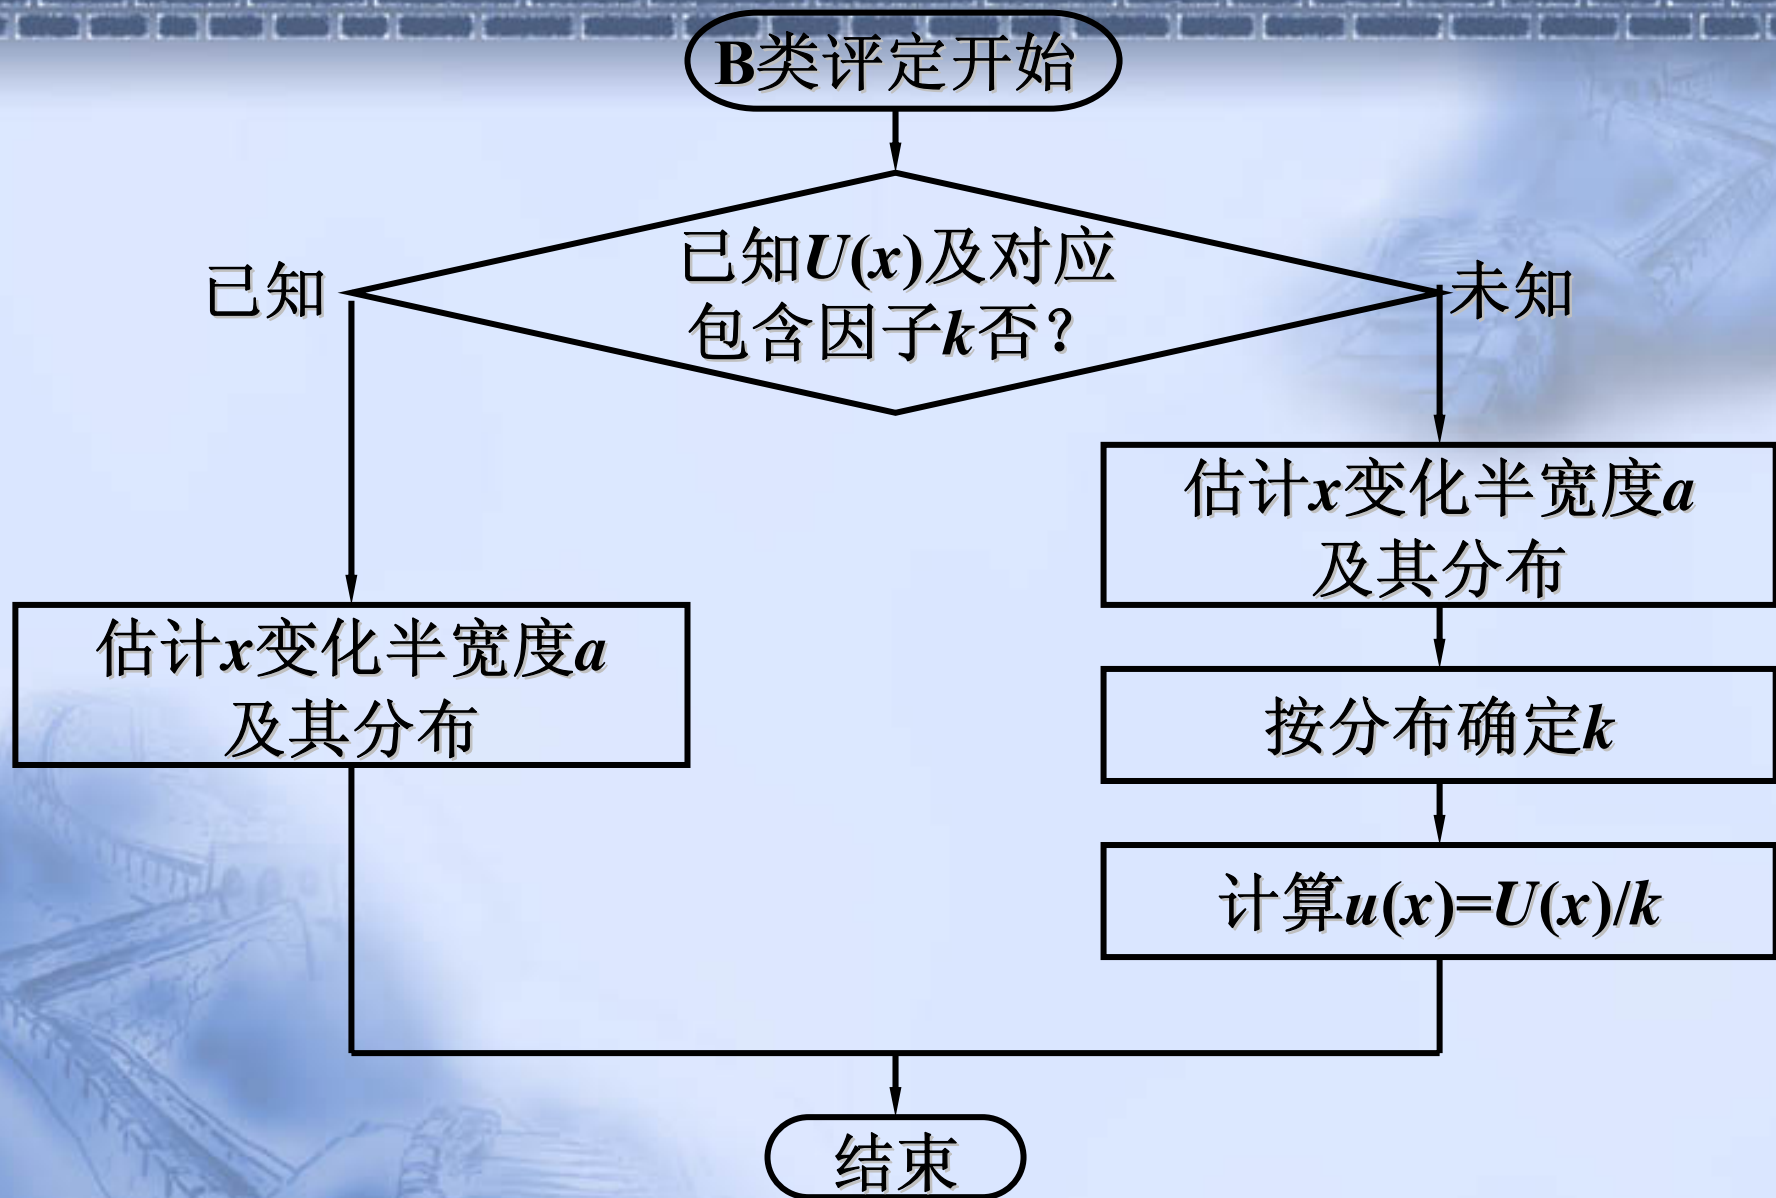 B类评定开始
已知U(x)及对应
包含因子k否？
已知
未知
估计x变化半宽度a
及其分布
估计x变化半宽度a
及其分布
按分布确定k
计算u(x)=U(x)/k
结束